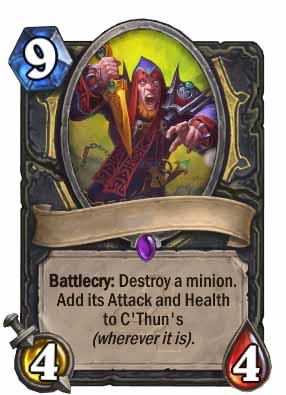 9
Battlecry: Destroy a minion.
Add its Attack and Health
to C'Thun's
(wherever it is).
4
4